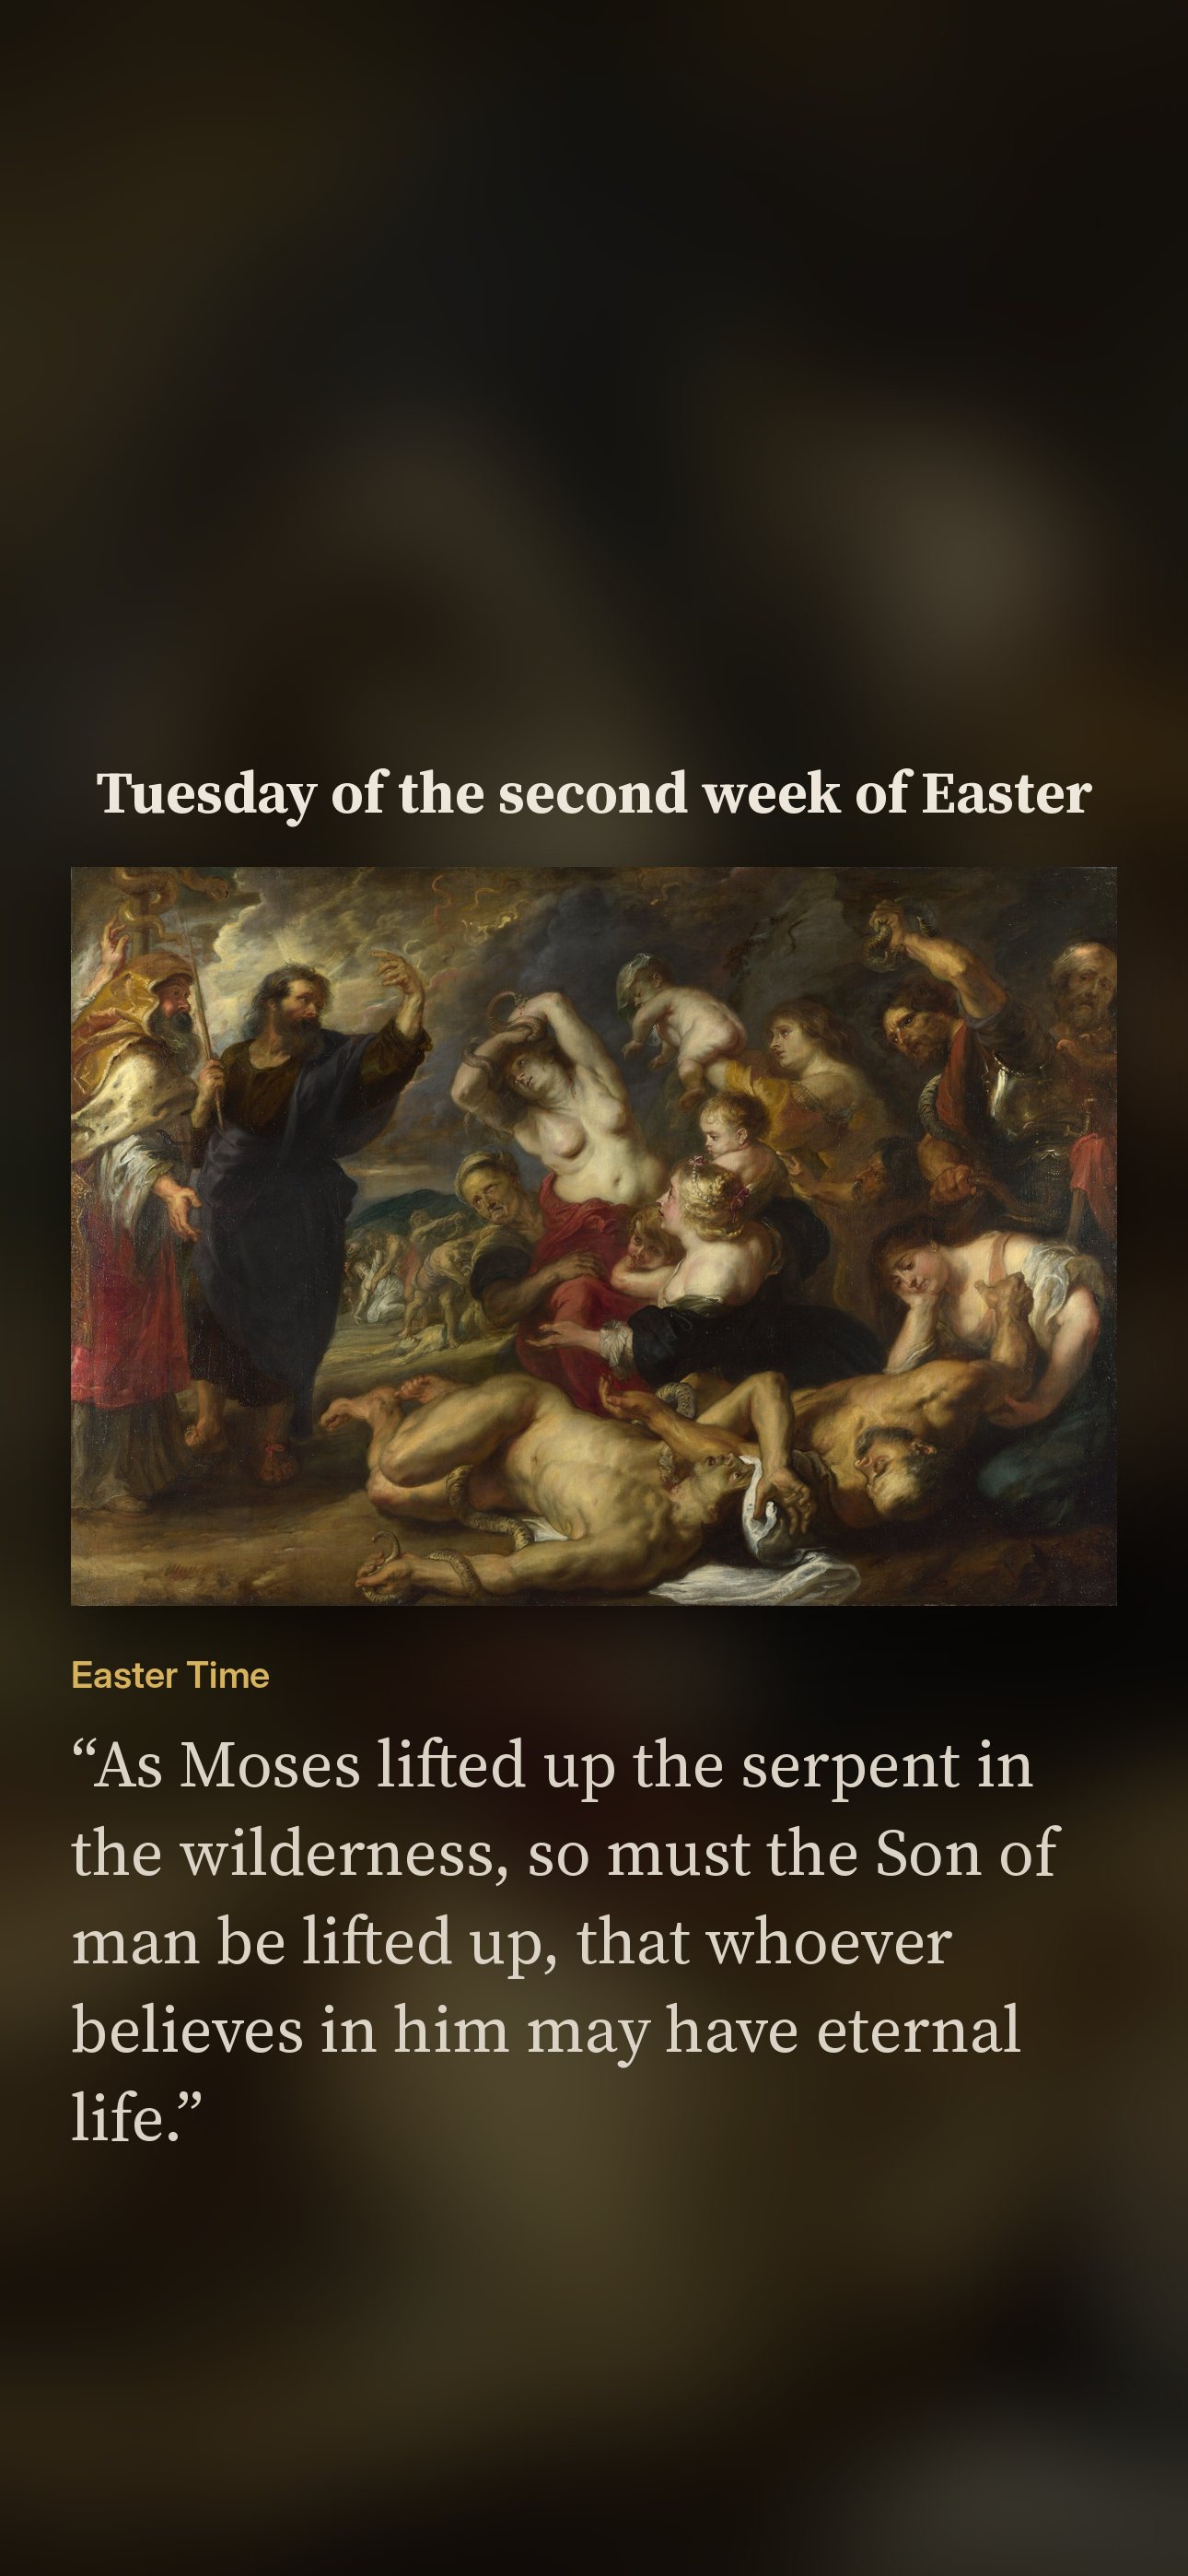 Tuesday of the second week of Easter
Easter Time
“As Moses lifted up the serpent in
the wilderness, so must the Son of
man be lifted up, that whoever
believes in him may have eternal
life.”